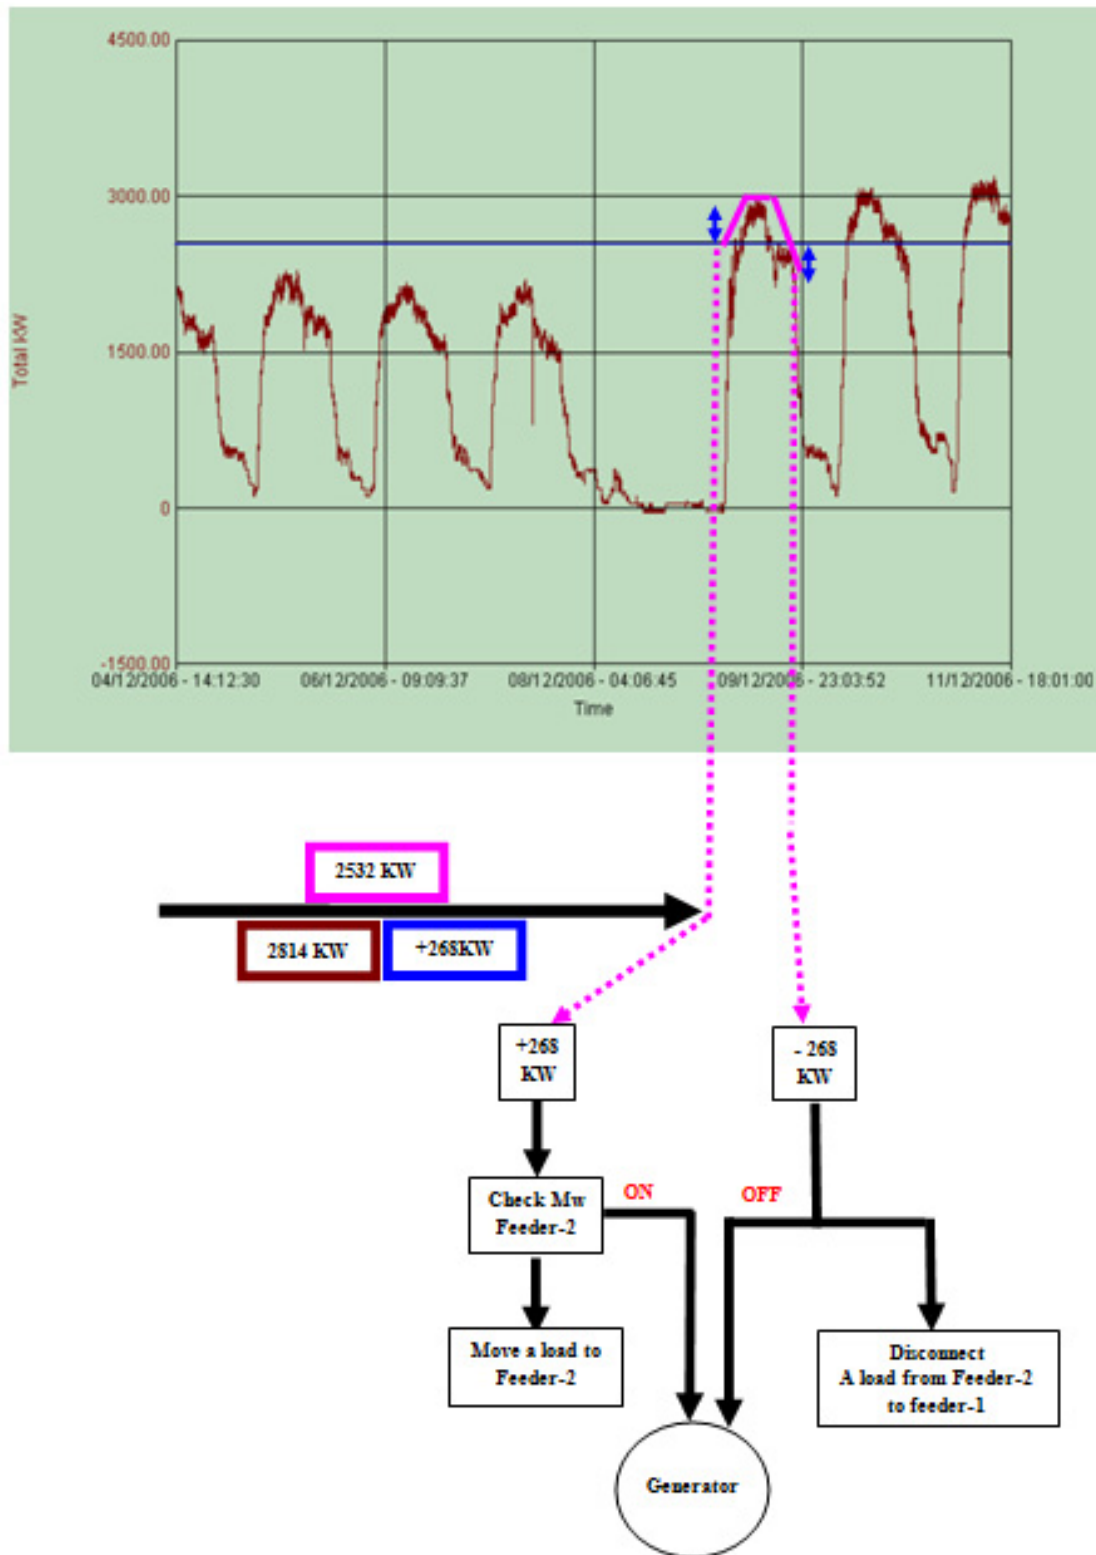 4500.00
3000.00
1500.00
0
-1500.00
Total kW
04/12/2006 - 14:12:30
06/12/2006 - 09:09:37
08/12/2006 - 04:06:45
09/12/2006 - 23:03:52
11/12/2006 - 18:01:00
Time
2532 KW
2814 KW
+268KW
+268
KW
- 268
KW
Check Mw
Feeder-2
ON
OFF
Move a load to
Feeder-2
Disconnect
A load from Feeder-2
to feeder-1
Generator